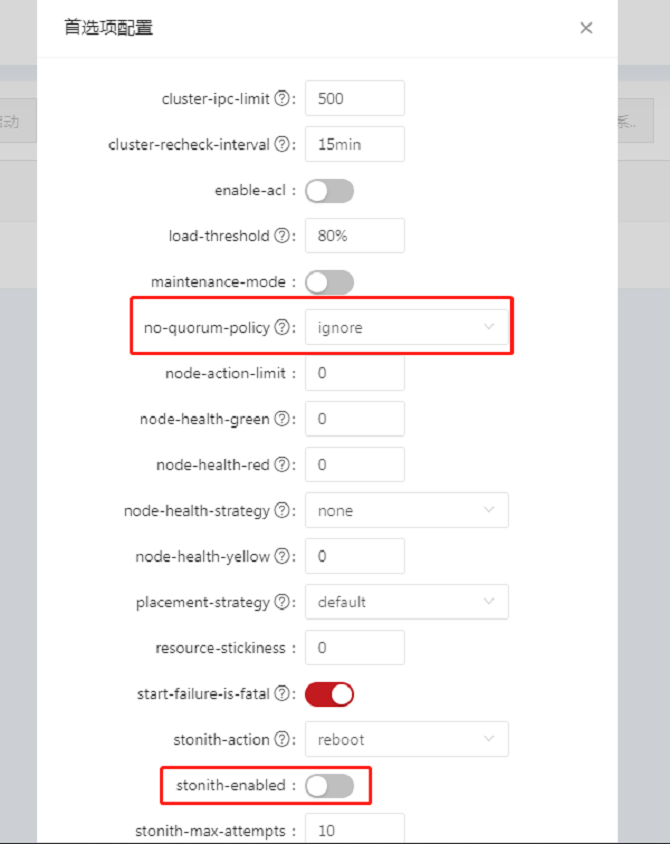 首选项配置
启动
系..
cluster-ipc-limit ?: 500
cluster-recheck-interval ?: 15min
enable-acl :
load-threshold ?: 80%
maintenance-mode :
no-quorum-policy ?: ignore
node-action-limit : 0
node-health-green ?: 0
node-health-red ?: 0
node-health-strategy ?: none
node-health-yellow ?: 0
placement-strategy ?: default
resource-stickiness : 0
start-failure-is-fatal ?:
stonith-action ?: reboot
stonith-enabled :
stonith-max-attempts : 10